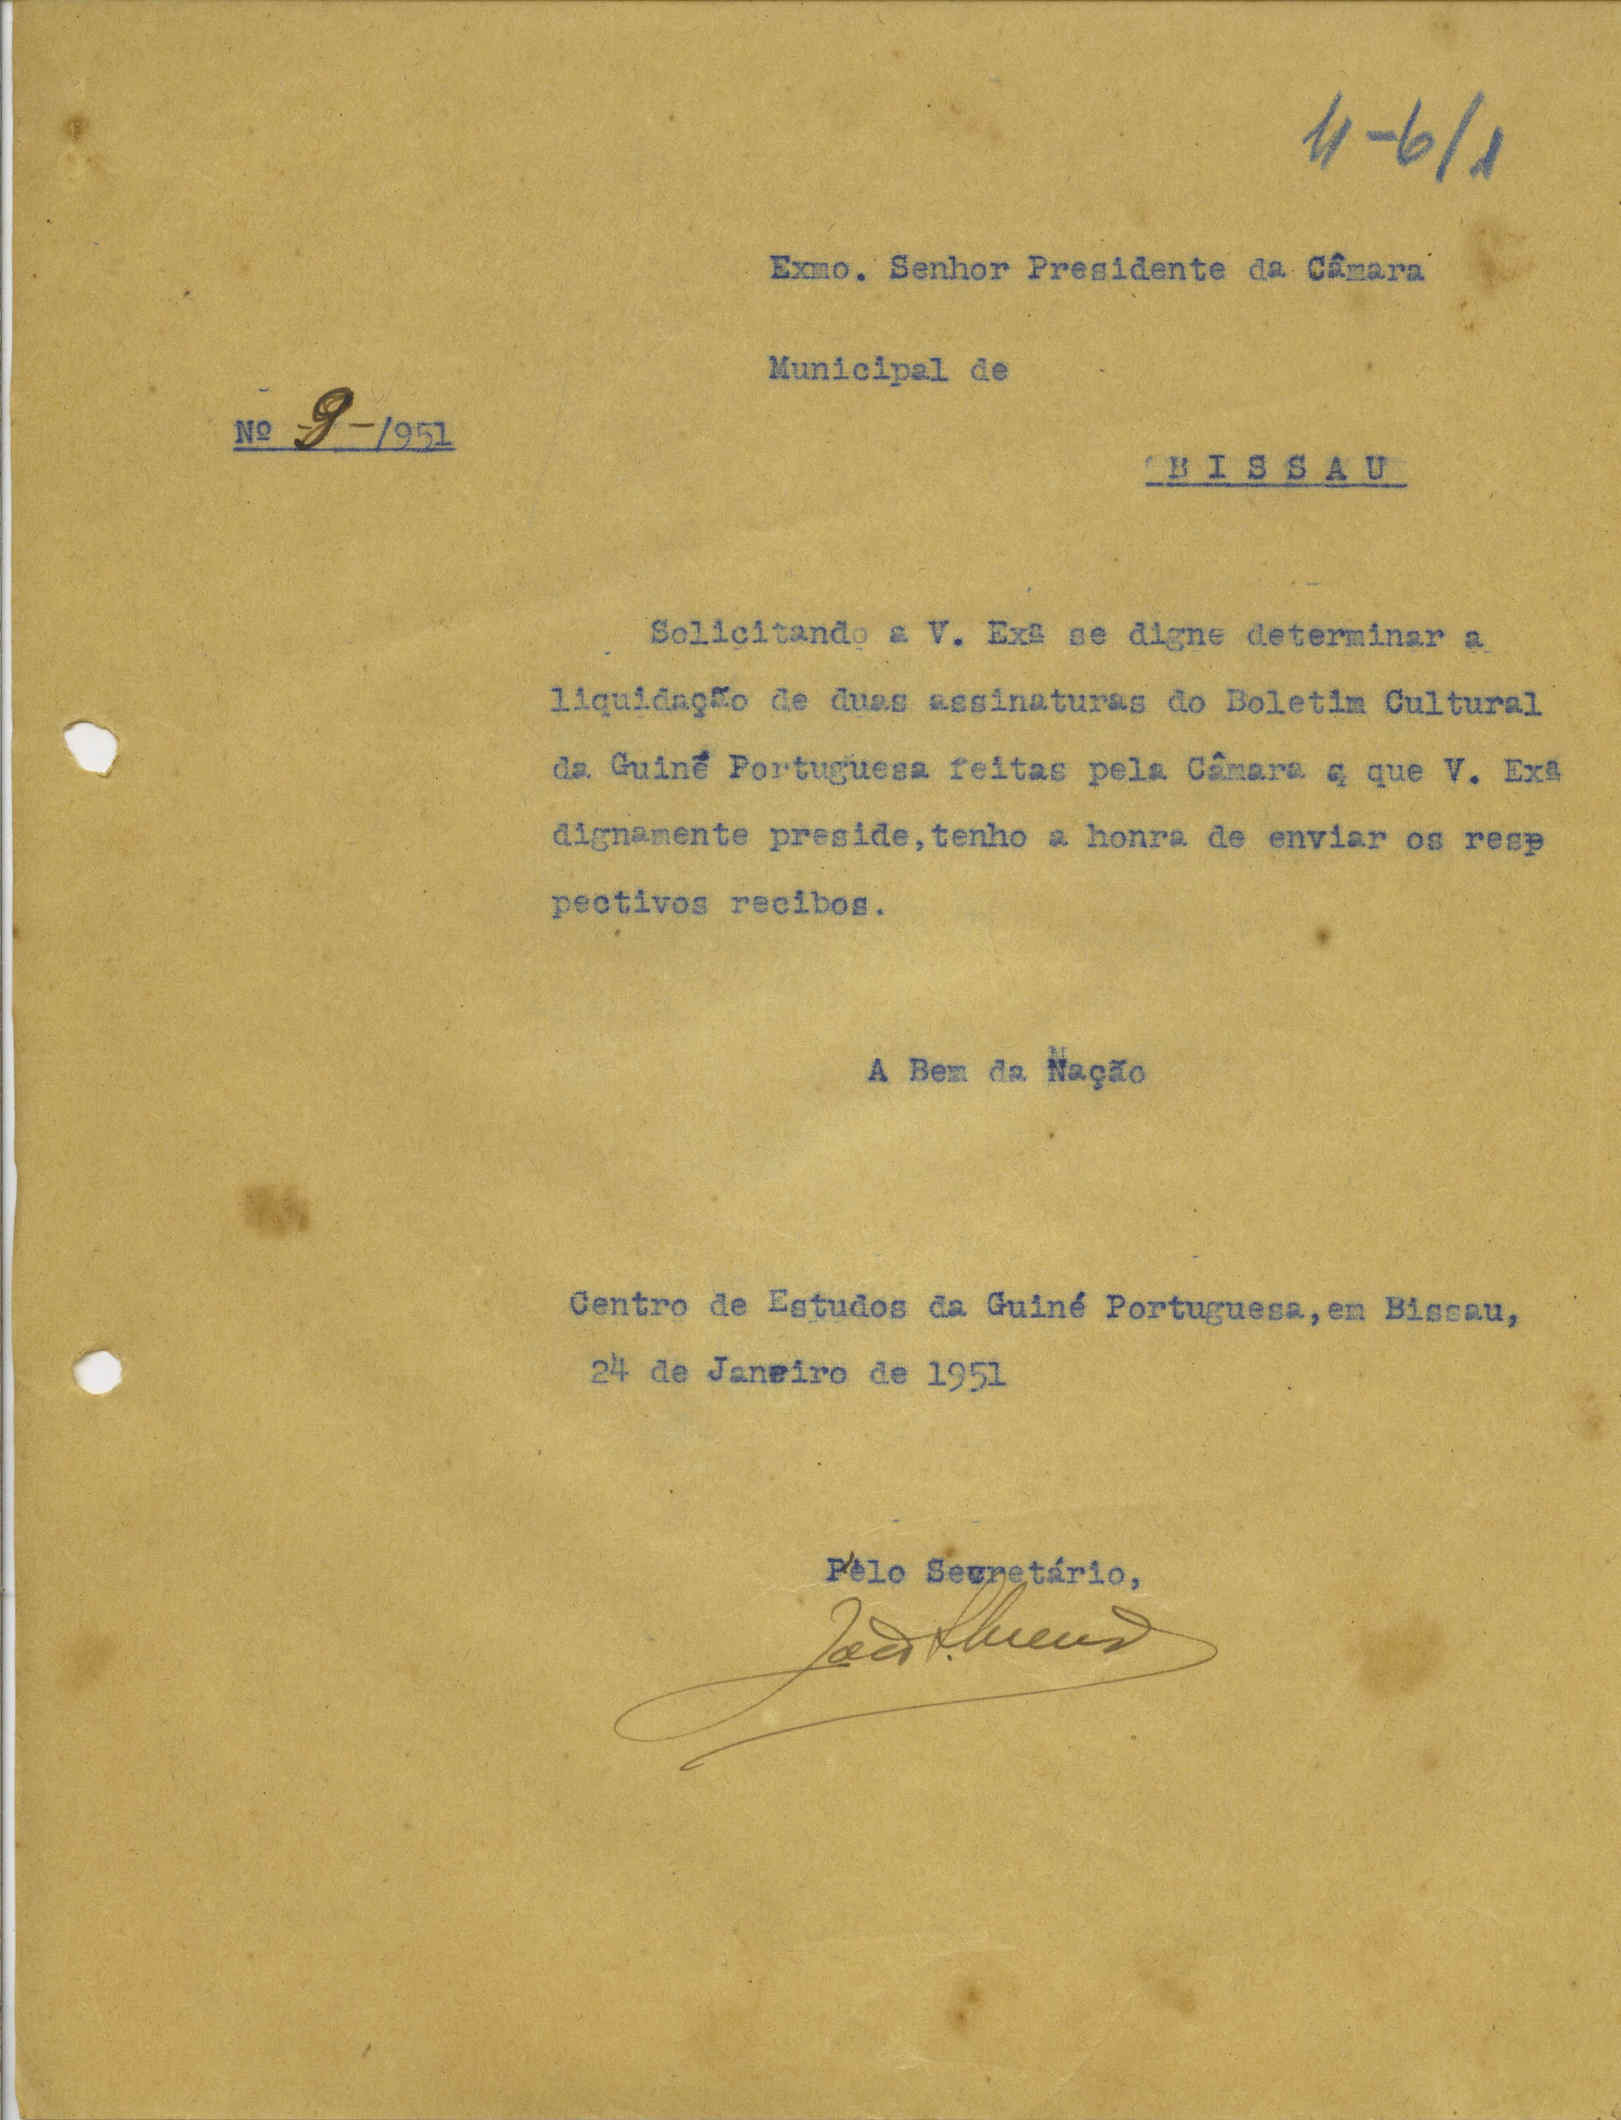 4-6/1
Exmo. Senhor Presidente da Câmara
Municipal de
Nº 9-/951
BISSAU
Solicitando a V. Exª se digne determinar a
liquidação de duas assinaturas do Boletim Cultural
da Guiné Portuguesa feitas pela Câmara a que V. Exª
dignamente preside,tenho a honra de enviar os resp
pectivos recibos.
A Bem da Nação
Centro de Estudos da Guiné Portuguesa,em Bissau,
24 de Janeiro de 1951
Pelo Secretário,